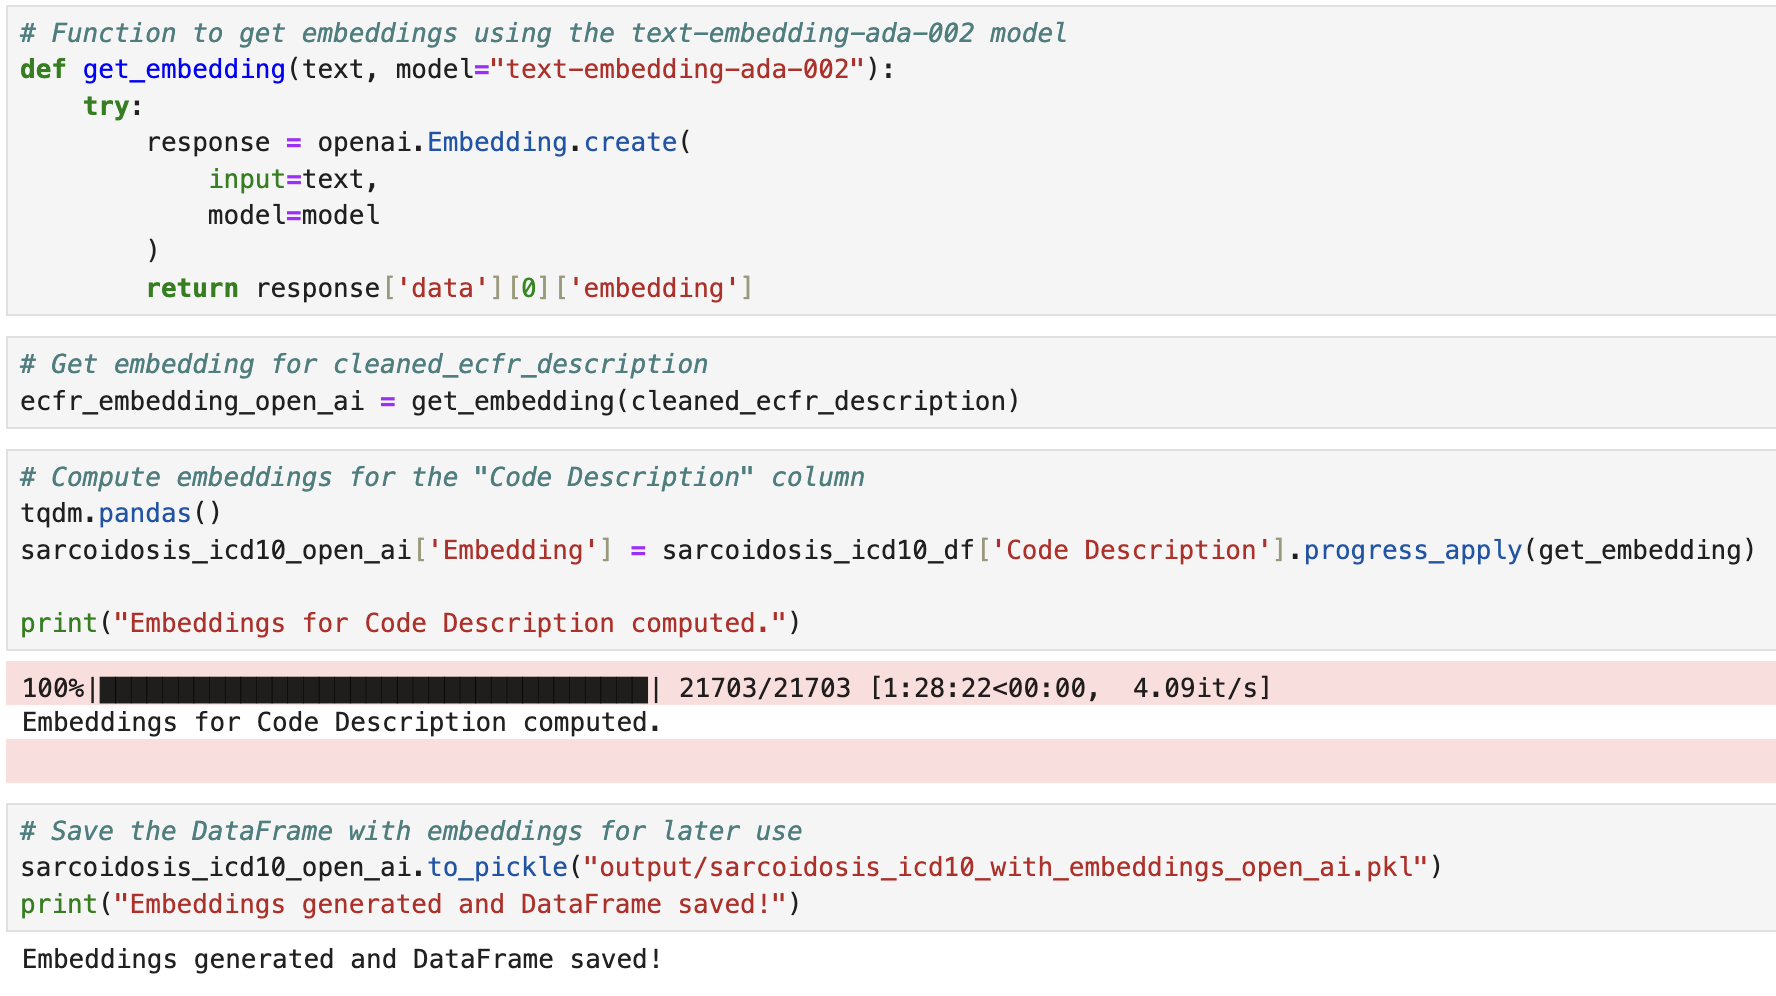 # Function to get embeddings using the text-embedding-ada-002 model
def get_embedding(text, model="text-embedding-ada-002"):
    try:
        response = openai.Embedding.create(
            input=text,
            model=model
        )
        return response['data'][0]['embedding']
# Get embedding for cleaned_ecfr_description
ecfr_embedding_open_ai = get_embedding(cleaned_ecfr_description)
# Compute embeddings for the "Code Description" column
tqdm.pandas()
sarcoidosis_icd10_open_ai['Embedding'] = sarcoidosis_icd10_df['Code Description'].progress_apply(get_embedding)
print("Embeddings for Code Description computed.")
100%|███████████████████████████████████| 21703/21703 [1:28:22<00:00,  4.09it/s]
Embeddings for Code Description computed.
# Save the DataFrame with embeddings for later use
sarcoidosis_icd10_open_ai.to_pickle("output/sarcoidosis_icd10_with_embeddings_open_ai.pkl")
print("Embeddings generated and DataFrame saved!")
Embeddings generated and DataFrame saved!